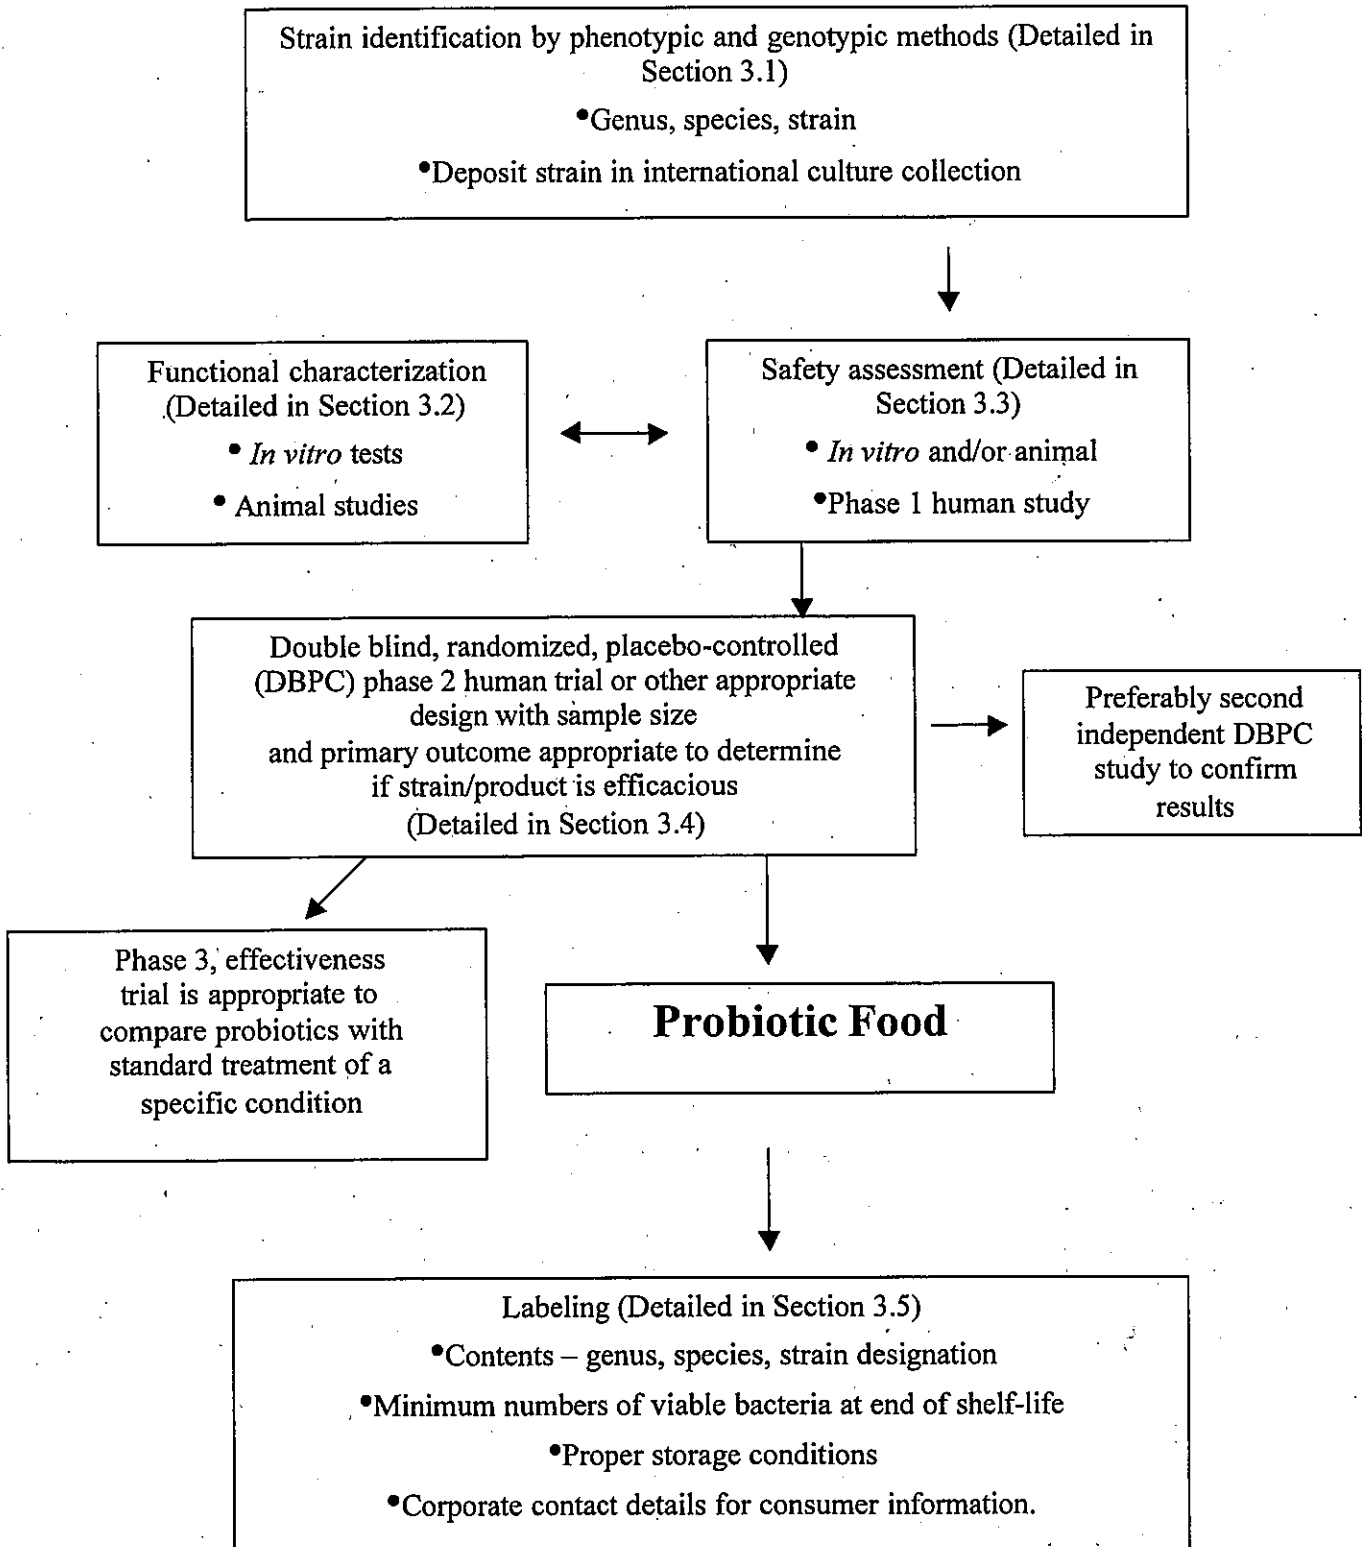 Strain identification by phenotypic and genotypic methods (Detailed in
Section 3.1)
•Genus, species, strain
•Deposit strain in international culture collection
Functional characterization
(Detailed in Section 3.2)
• In vitro tests
• Animal studies
Safety assessment (Detailed in
Section 3.3)
• In vitro and/or animal
•Phase 1 human study
Double blind, randomized, placebo-controlled
(DBPC) phase 2 human trial or other appropriate
design with sample size
and primary outcome appropriate to determine
if strain/product is efficacious
(Detailed in Section 3.4)
Preferably second
independent DBPC
study to confirm
results
Phase 3, effectiveness
trial is appropriate to
compare probiotics with
standard treatment of a
specific condition
Probiotic Food
Labeling (Detailed in Section 3.5)
•Contents – genus, species, strain designation
•Minimum numbers of viable bacteria at end of shelf-life
•Proper storage conditions
•Corporate contact details for consumer information.